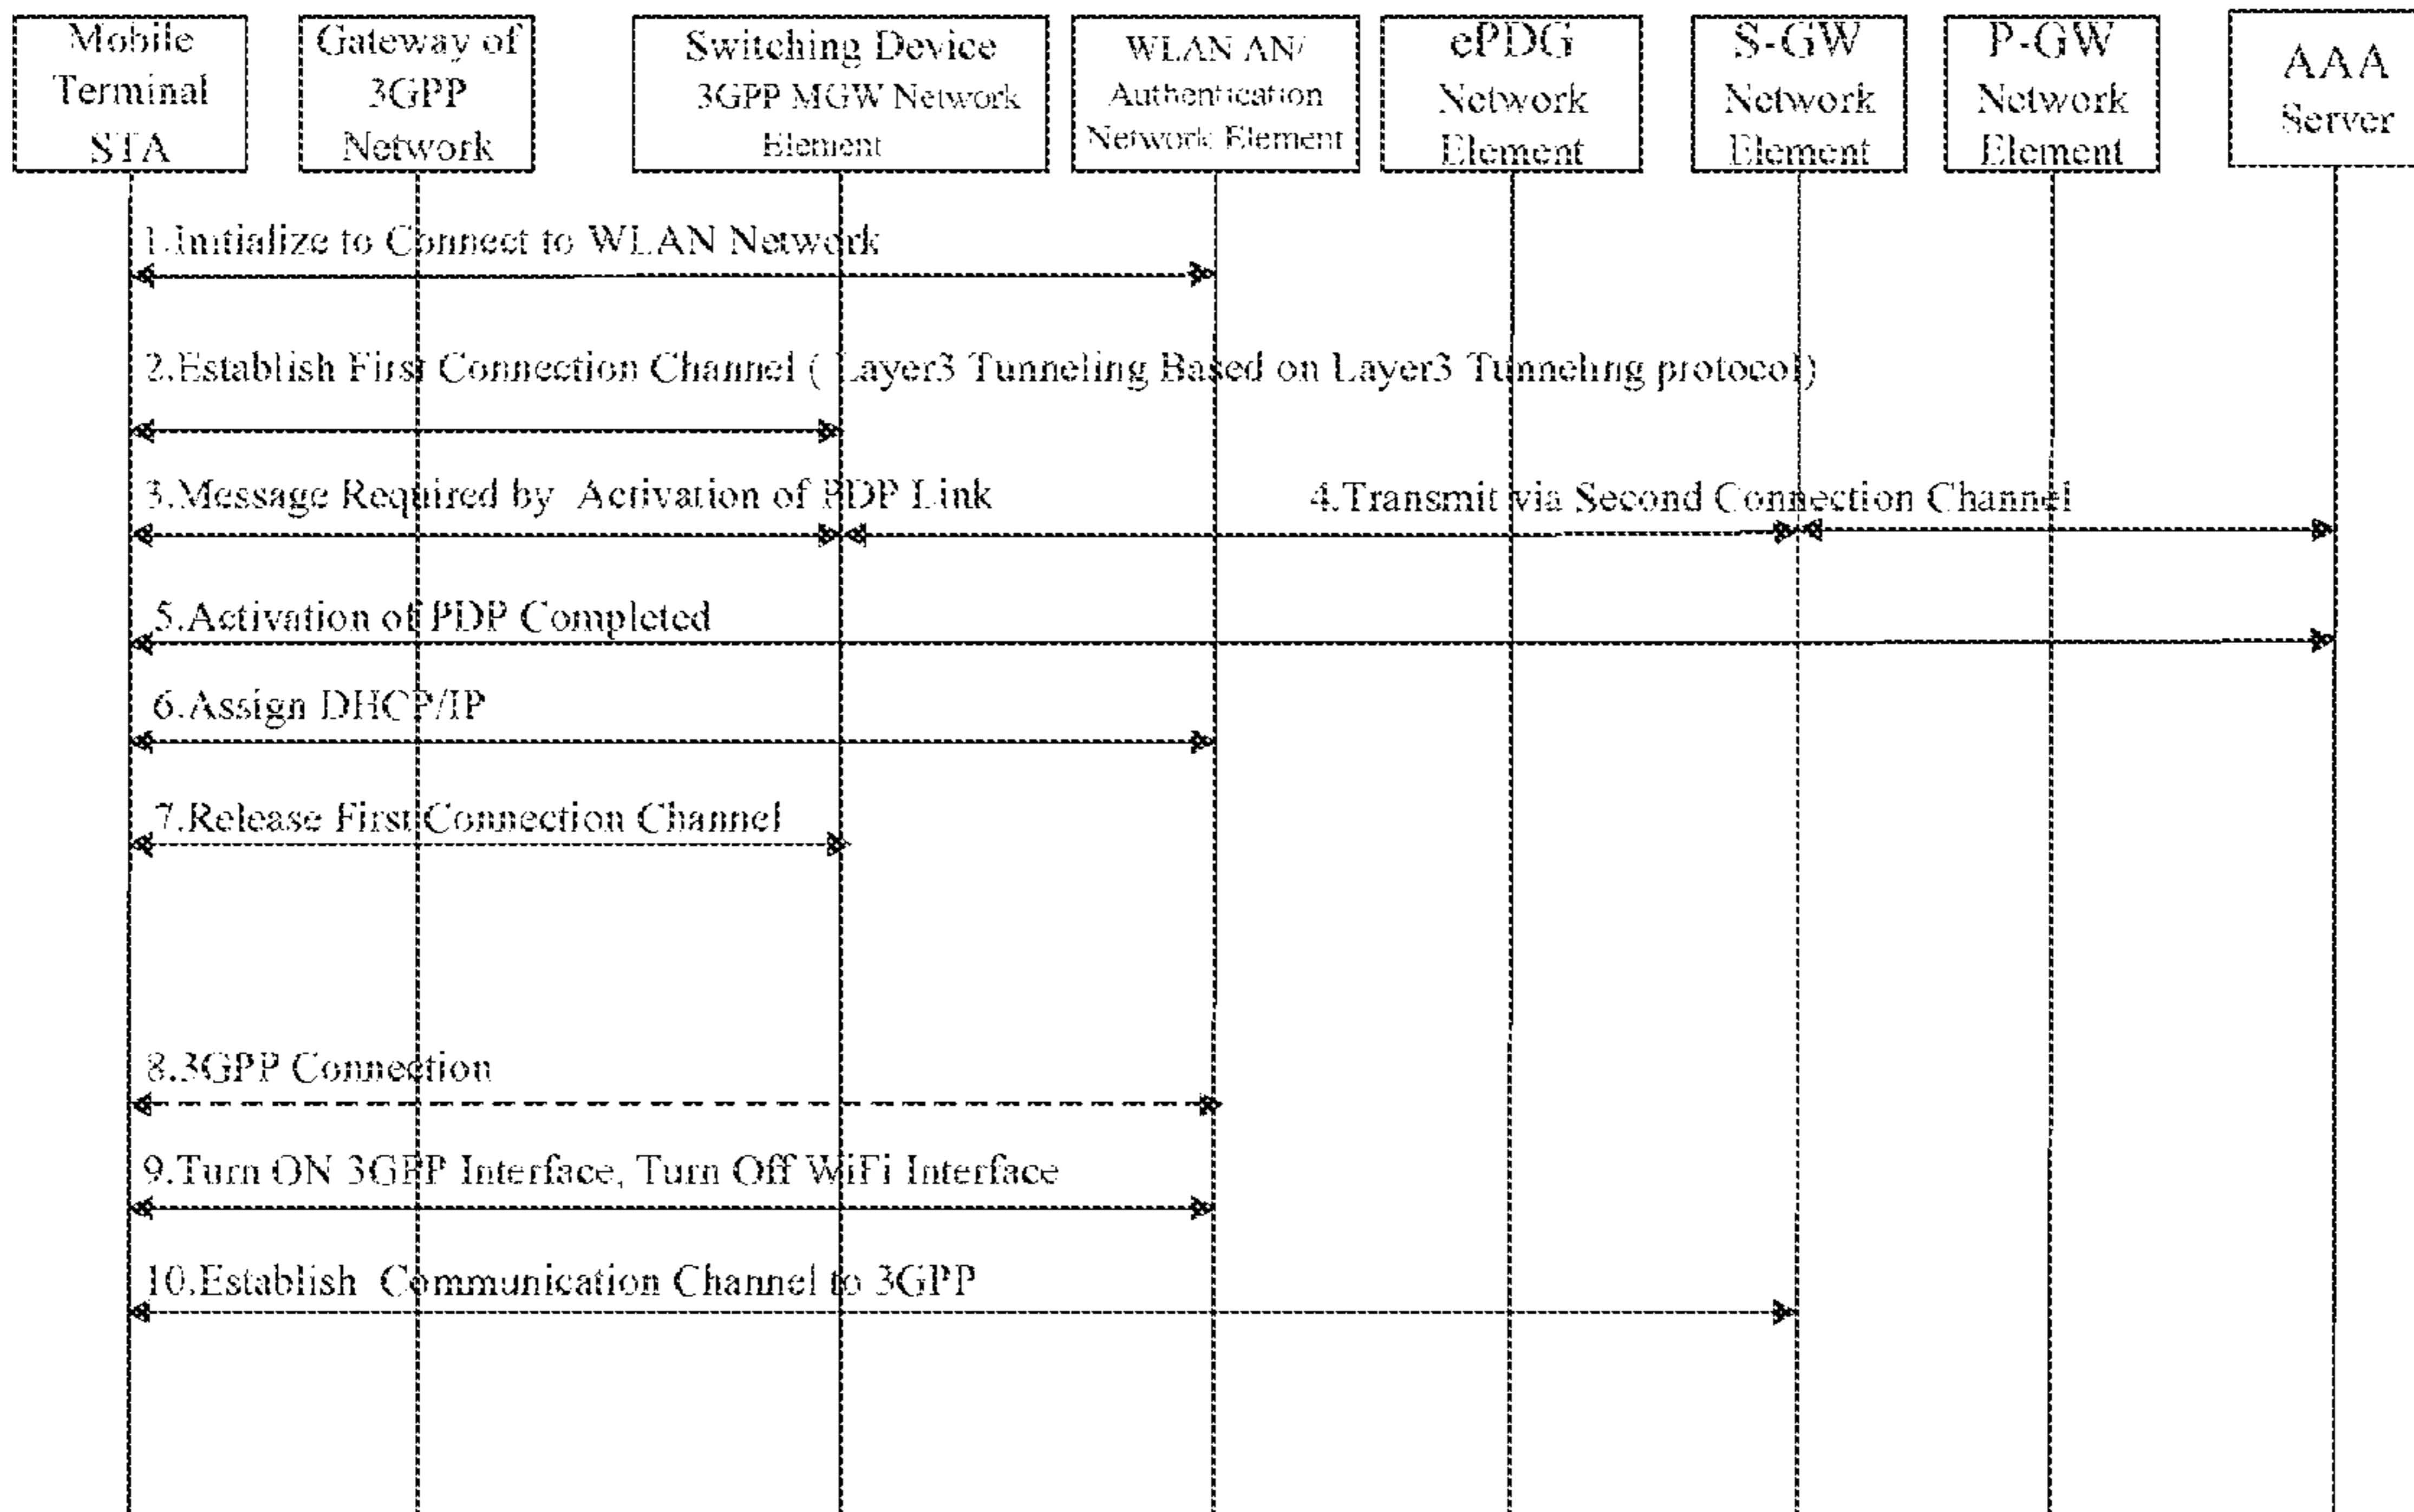 Mobile
Terminal
STA
Gateway of
3GPP
Network
Switching Device
3GPP MGW Network
Element
WLAN AN/
Authentication
Network Element
ePDG
Network
Element
S-GW
Network
Element
P-GW
Network
Element
AAA
Server
1.Initialize to Connect to WLAN Network
2.Establish First Connection Channel ( Layer3 Tunneling Based on Layer3 Tunneling protocol)
3.Message Required by Activation of PDP Link
4.Transmit via Second Connection Channel
5.Activation of PDP Completed
6.Assign DHCP/IP
7.Release First Connection Channel
8.3GPP Connection
9.Turn ON 3GPP Interface, Turn Off WiFi Interface
10.Establish Communication Channel to 3GPP